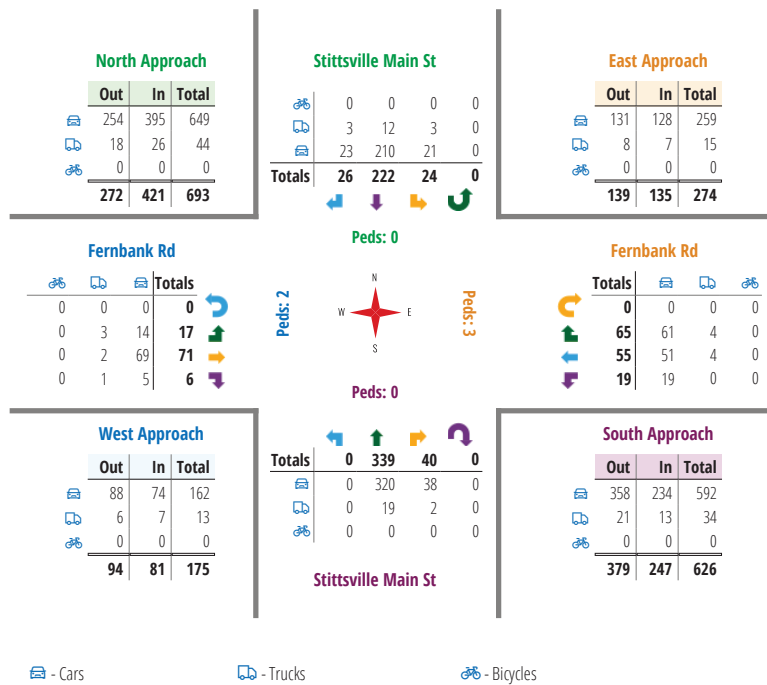 North Approach
Out In Total
254 395 649
18 26 44
0 0 0
272 421 693
Stittsville Main St
0 0 0 0
3 12 3 0
23 210 21 0
Totals 26 222 24 0
Peds: 0
East Approach
Out In Total
131 128 259
8 7 15
0 0 0
139 135 274
Fernbank Rd
Totals
0 0 0 0
0 3 14 17
0 2 69 71
0 1 5 6
Peds: 2
N
W E
S
Peds: 3
Fernbank Rd
Totals
0 0 0 0
65 61 4 0
55 51 4 0
19 19 0 0
Peds: 0
West Approach
Out In Total
88 74 162
6 7 13
0 0 0
94 81 175
Totals 0 339 40 0
0 320 38 0
0 19 2 0
0 0 0 0
Stittsville Main St
South Approach
Out In Total
358 234 592
21 13 34
0 0 0
379 247 626
- Cars
- Trucks
- Bicycles